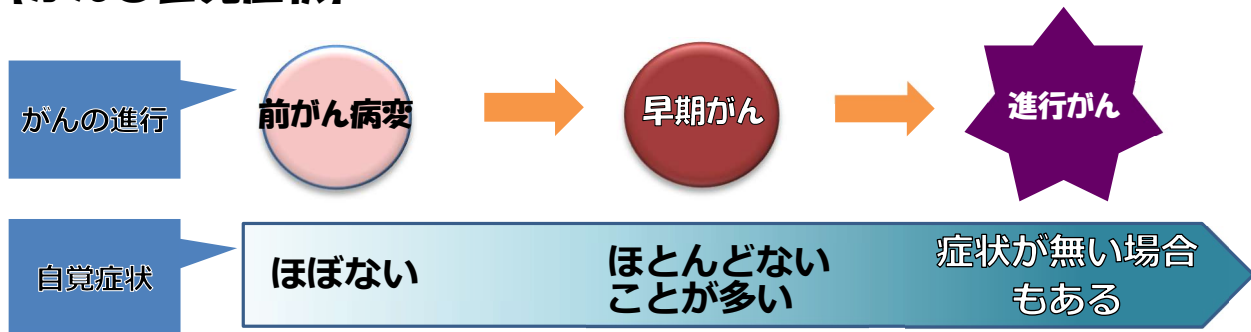 がんの進行
前がん病変
早期がん
進行がん
自覚症状
ほぼない
ほとんどない
ことが多い
症状が無い場合
もある